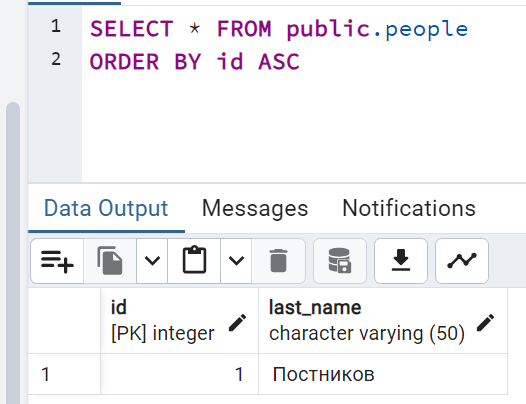 1 SELECT * FROM public.people
2 ORDER BY id ASC
Data Output Messages Notifications
id last_name
[PK] integer character varying (50)
1 1 Постников